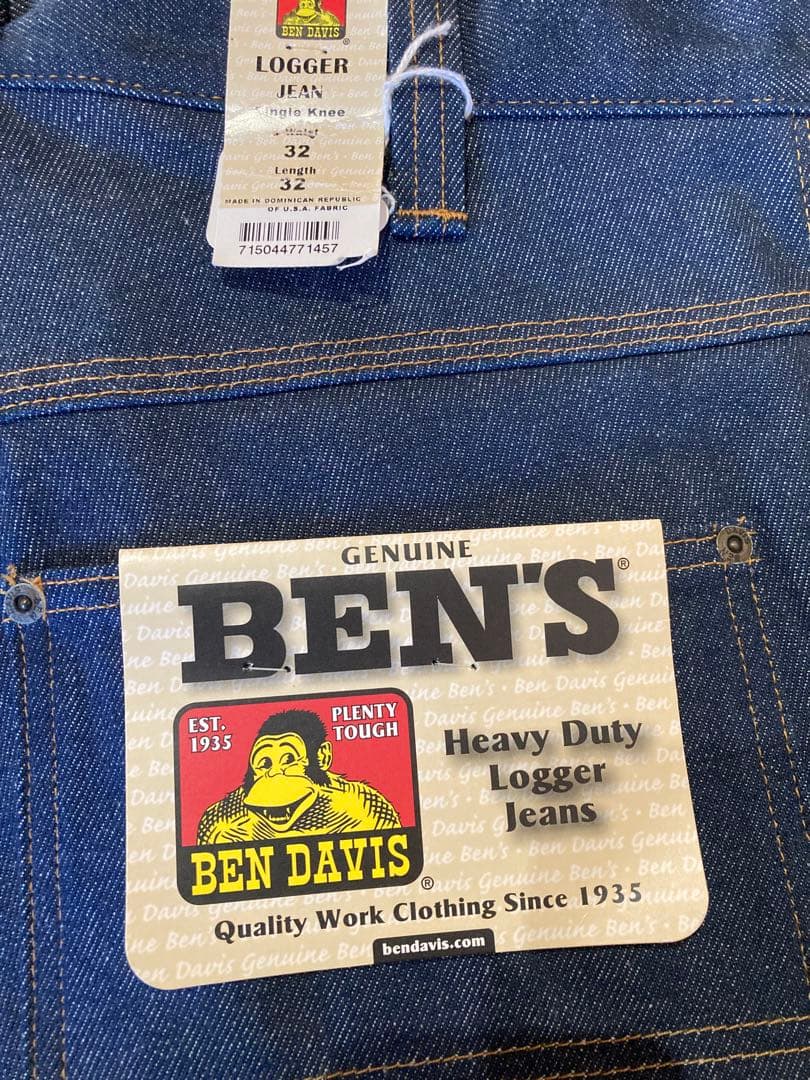 BEN DAVIS
®
LOGGER
JEAN
Single Knee
Waist
32
Length
32
MADE IN DOMINICAN REPUBLIC
OF U.S.A. FABRIC
715044771457
GENUINE
BEN'S®
EST.
1935
PLENTY
TOUGH
BEN DAVIS
®
Heavy Duty
Logger
Jeans
Quality Work Clothing Since 1935
bendavis.com